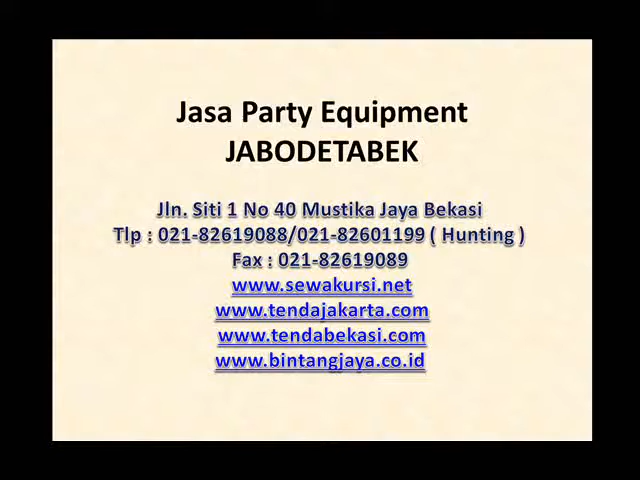 Jasa Party Equipment
JABODETABEK
Jln. Siti 1 No 40 Mustika Jaya Bekasi
Tlp : 021-82619088/021-82601199 ( Hunting )
Fax : 021-82619089
www.sewakursi.net
www.tendajakarta.com
www.tendabekasi.com
www.bintangjaya.co.id